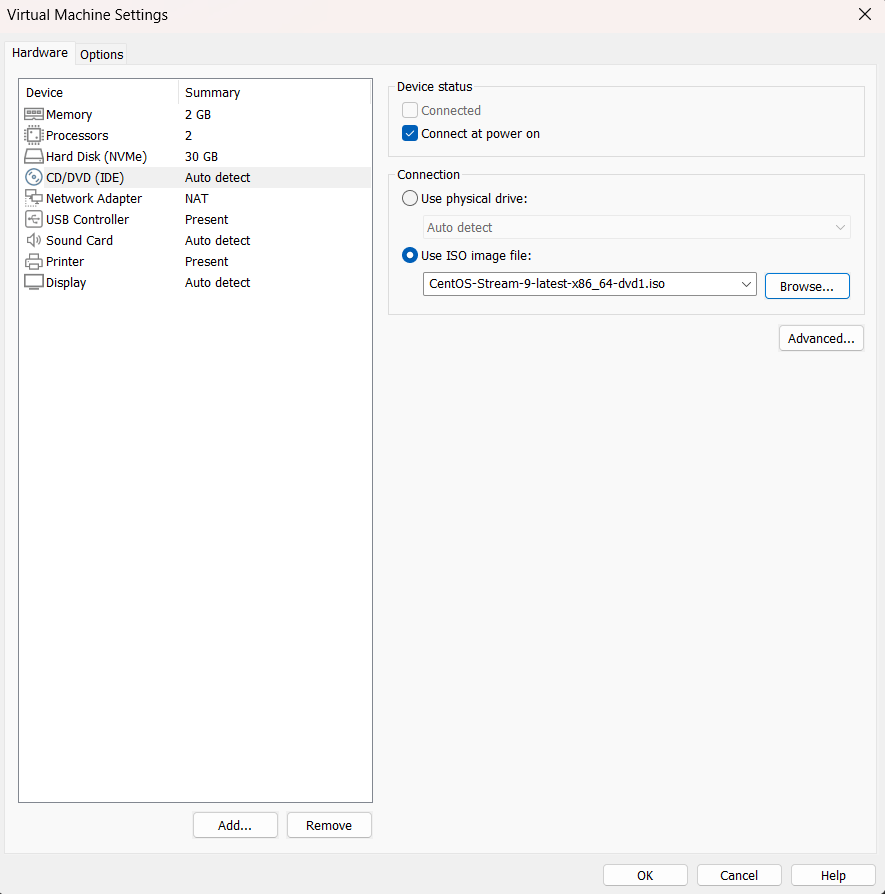 Virtual Machine Settings
Hardware
Options
Device Summary
Memory 2 GB
Processors 2
Hard Disk (NVMe) 30 GB
CD/DVD (IDE) Auto detect
Network Adapter NAT
USB Controller Present
Sound Card Auto detect
Printer Present
Display Auto detect
Add...
Remove
Device status
Connected
Connect at power on
Connection
Use physical drive:
Auto detect
Use ISO image file:
CentOS-Stream-9-latest-x86_64-dvd1.iso
Browse...
Advanced...
OK
Cancel
Help